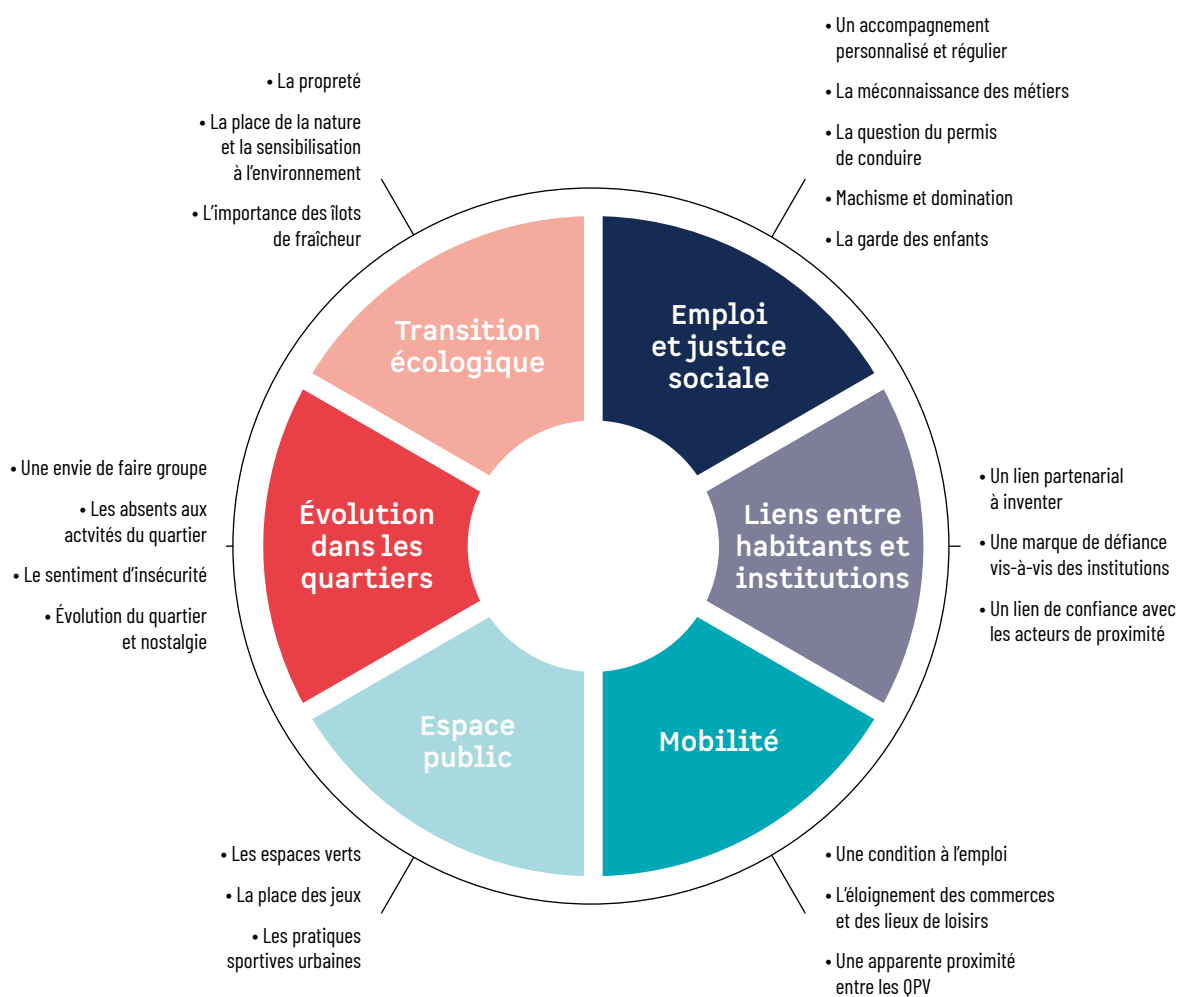 • Un accompagnement
personnalisé et régulier
• La méconnaissance des métiers
• La question du permis
de conduire
• Machisme et domination
• La garde des enfants
• La propreté
• La place de la nature
et la sensibilisation
à l'environnement
• L'importance des îlots
de fraîcheur
Transition
écologique
Emploi
et justice
sociale
• Une envie de faire groupe
• Les absents aux
actvités du quartier
• Le sentiment d'insécurité
• Évolution du quartier
et nostalgie
Évolution
dans les
quartiers
Liens entre
habitants et
institutions
• Un lien partenarial
à inventer
• Une marque de défiance
vis-à-vis des institutions
• Un lien de confiance avec
les acteurs de proximité
Espace
public
Mobilité
• Les espaces verts
• La place des jeux
• Les pratiques
sportives urbaines
• Une condition à l'emploi
• L'éloignement des commerces
et des lieux de loisirs
• Une apparente proximité
entre les QPV